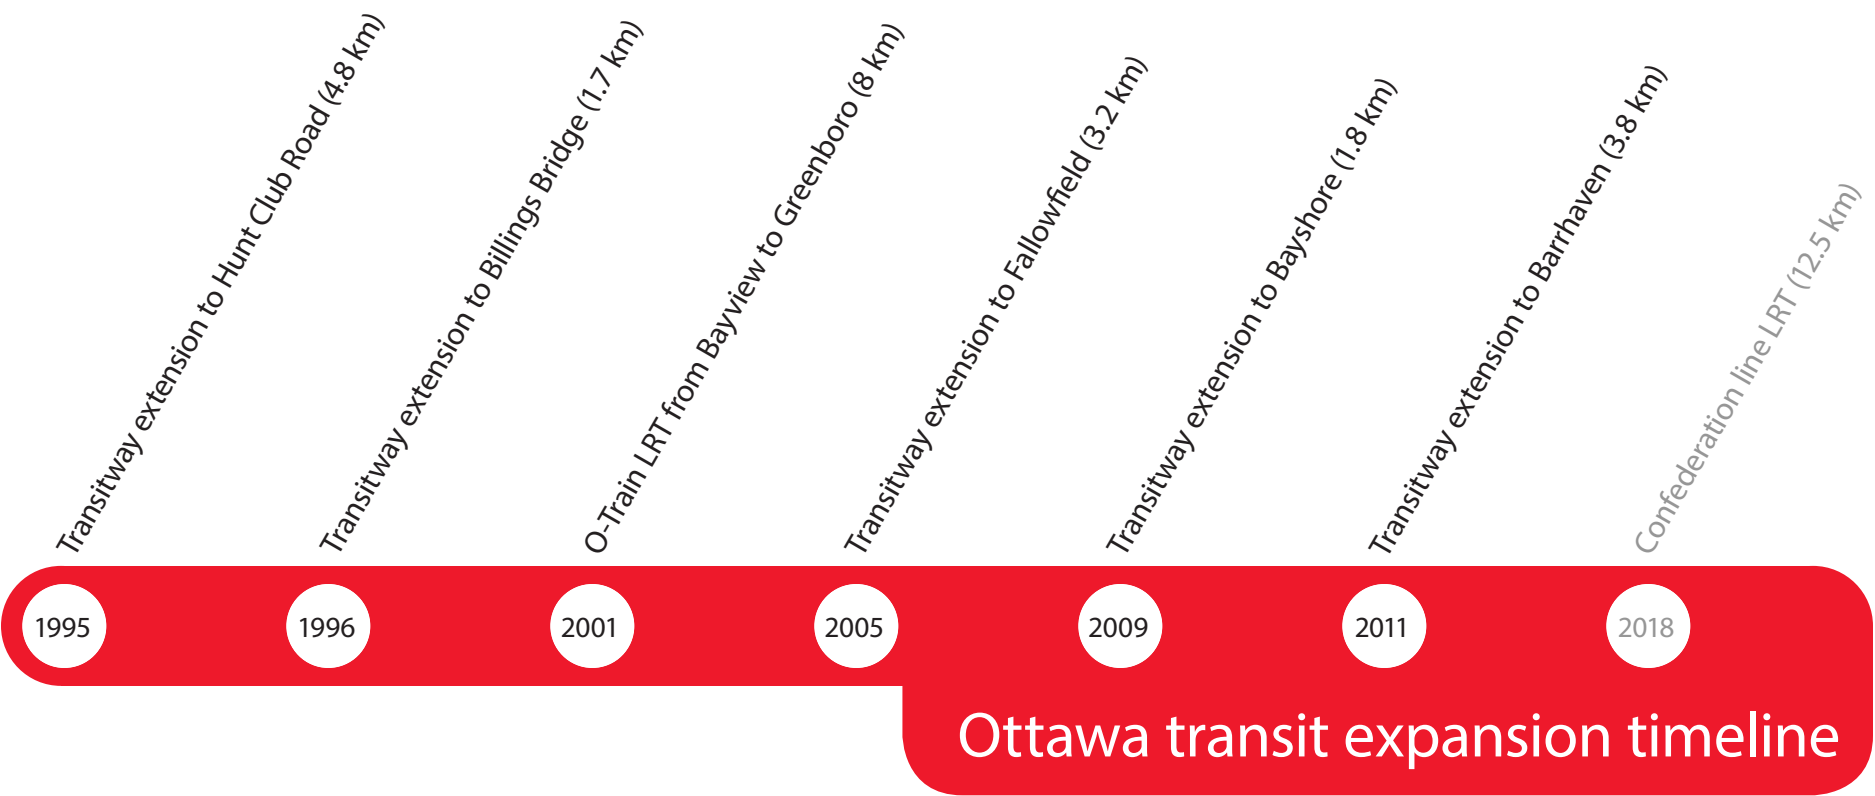 Transitway extension to Hunt Club Road (4.8 km)
Transitway extension to Billings Bridge (1.7 km)
O-Train LRT from Bayview to Greenboro (8 km)
Transitway extension to Fallowfield (3.2 km)
Transitway extension to Bayshore (1.8 km)
Transitway extension to Barrhaven (3.8 km)
Confederation line LRT (12.5 km)
1995
1996
2001
2005
2009
2011
2018
Ottawa transit expansion timeline